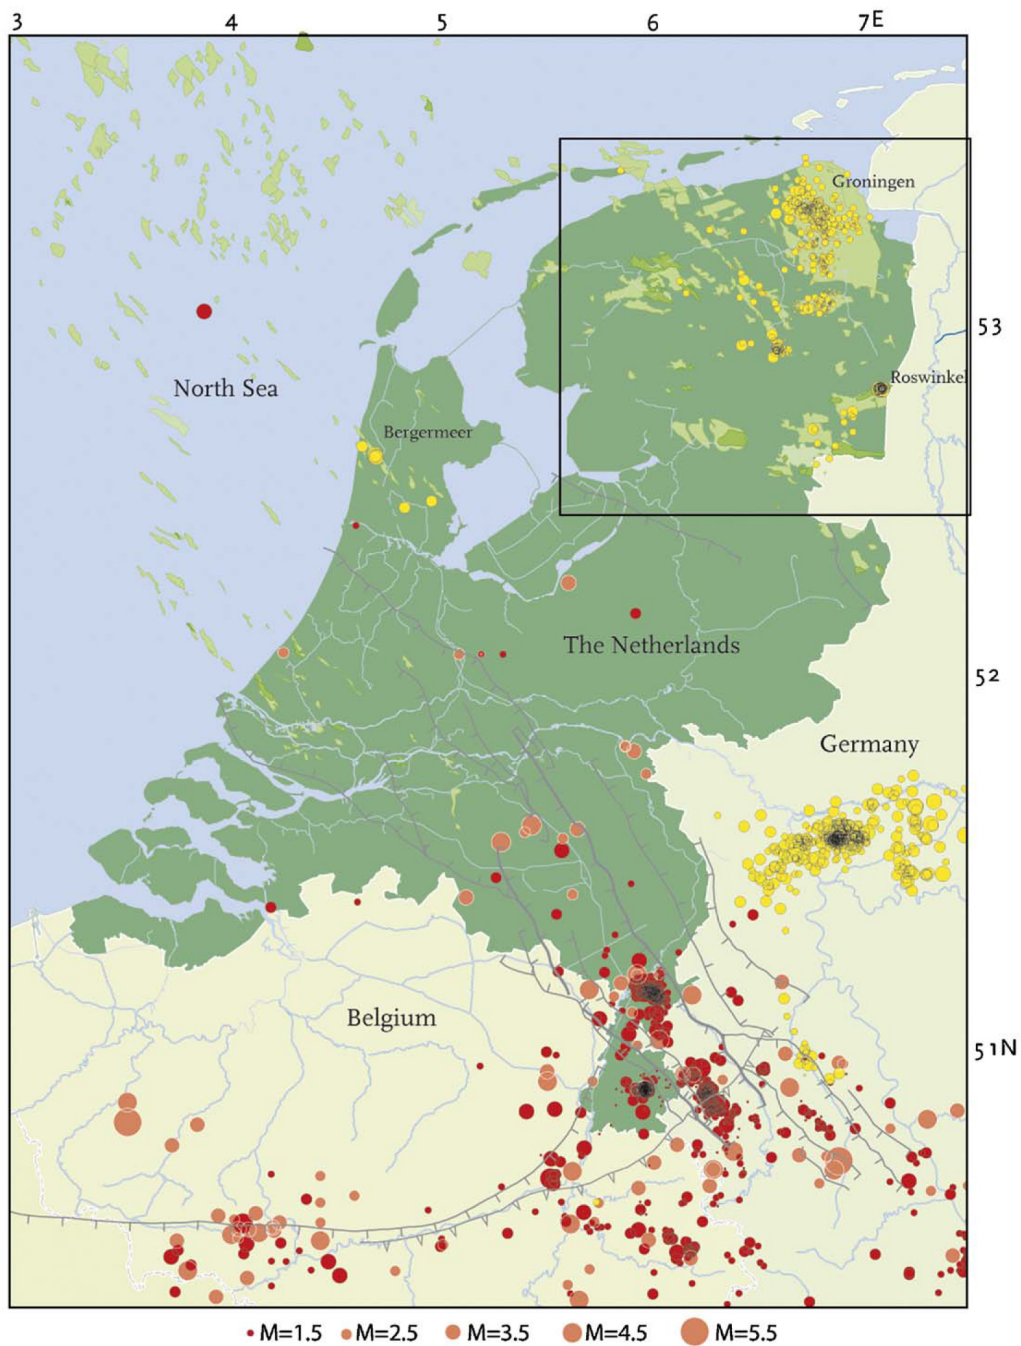 3 4 5 6 7E
Groningen
53
Roswinkel
North Sea
Bergermeer
The Netherlands
52
Germany
Belgium
51N
M=1.5 M=2.5 M=3.5 M=4.5 M=5.5